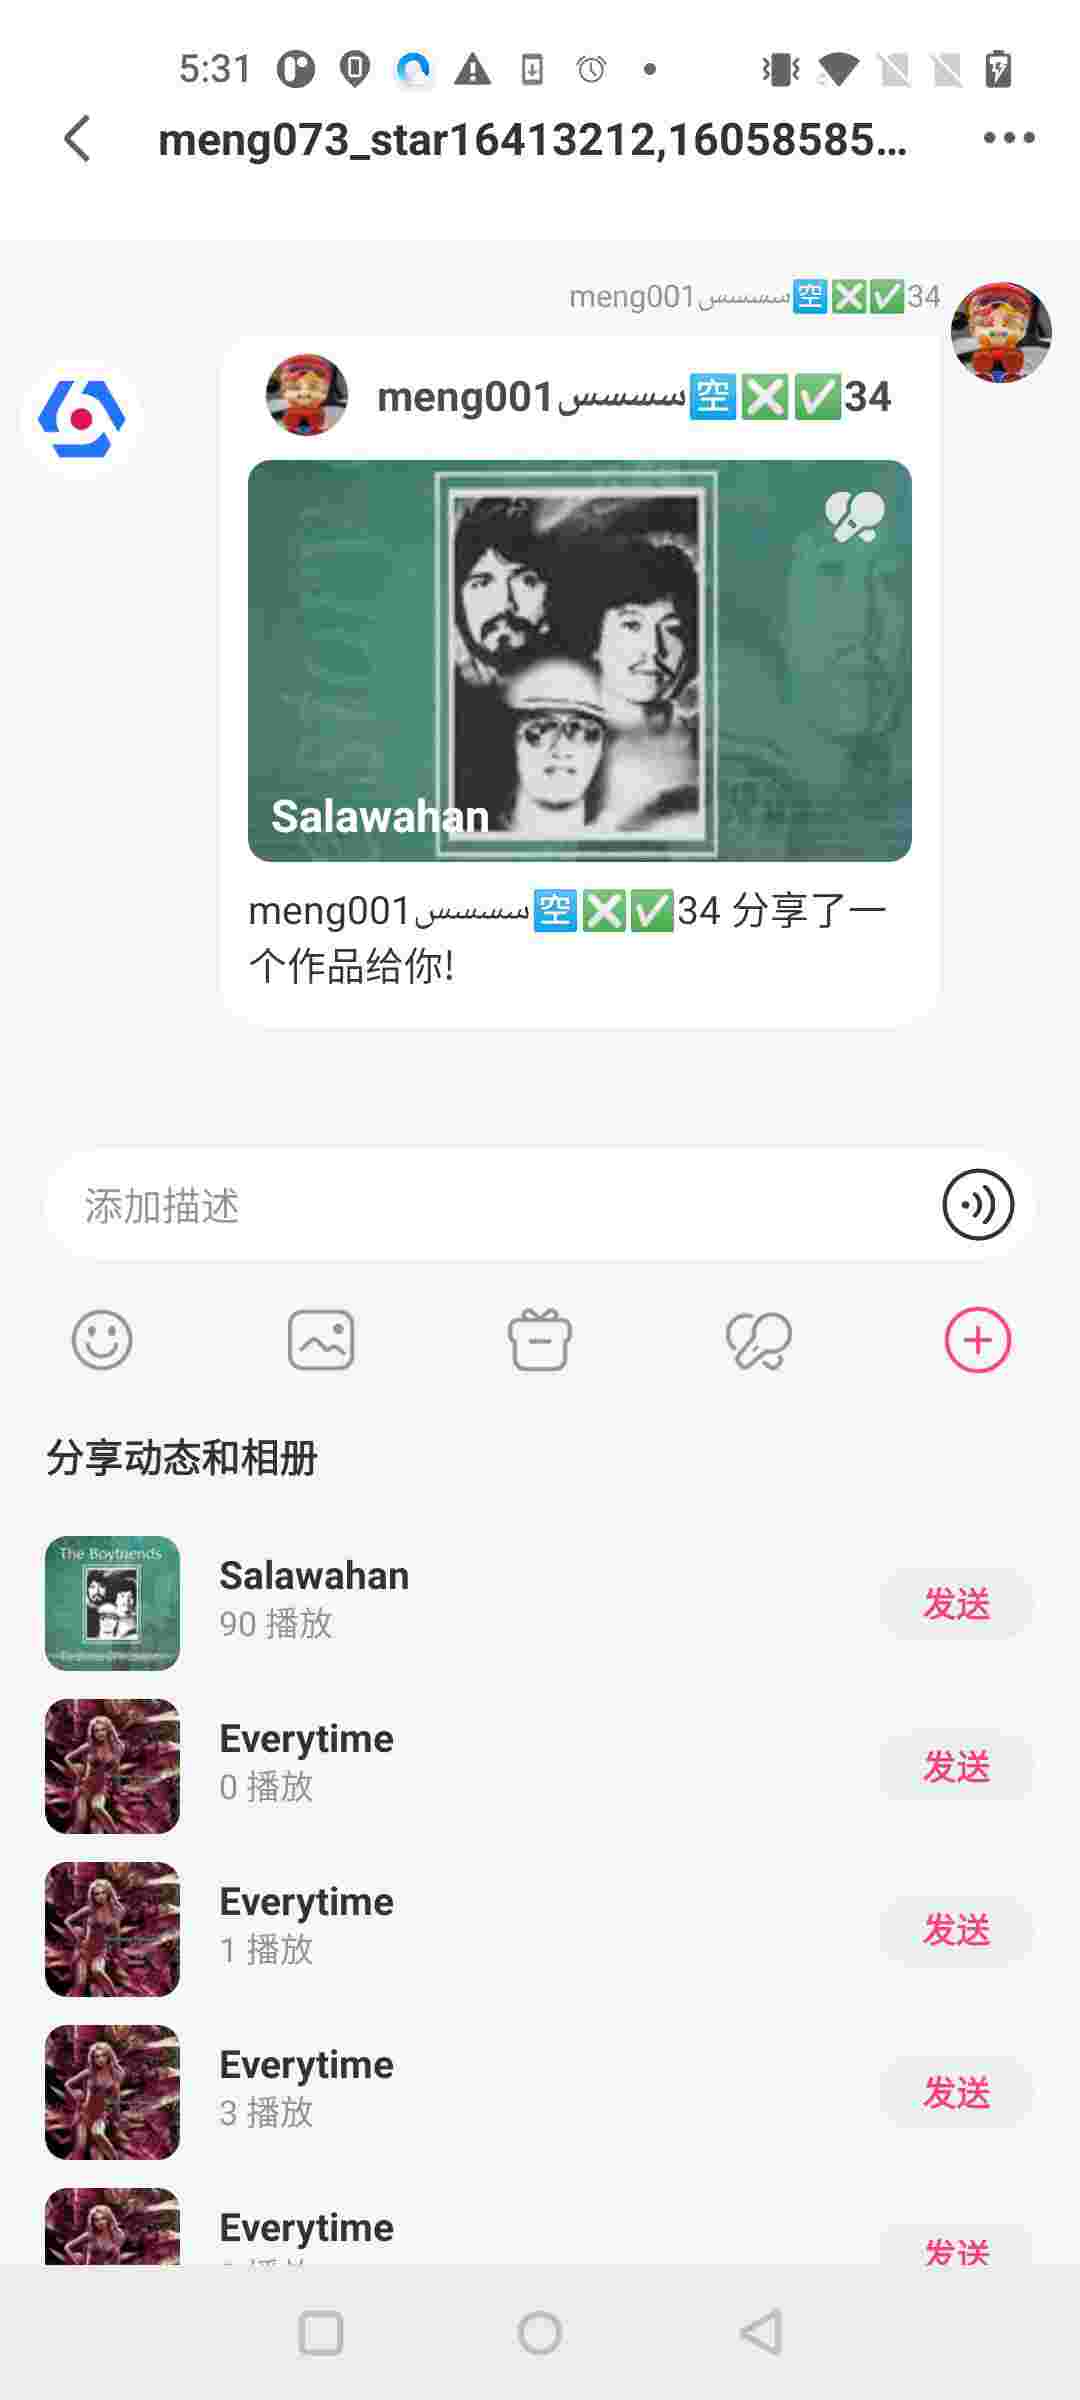 5:31
meng073_star16413212,16058585...
meng001سسسس🈳❎✅34
meng001سسسس🈳❎✅34
Salawahan
meng001سسسس🈳❎✅34 分享了一
个作品给你!
添加描述
分享动态和相册
The Boyfriends
Salawahan
90 播放
发送
Everytime
0 播放
发送
Everytime
1 播放
发送
Everytime
3 播放
发送
Everytime
发送